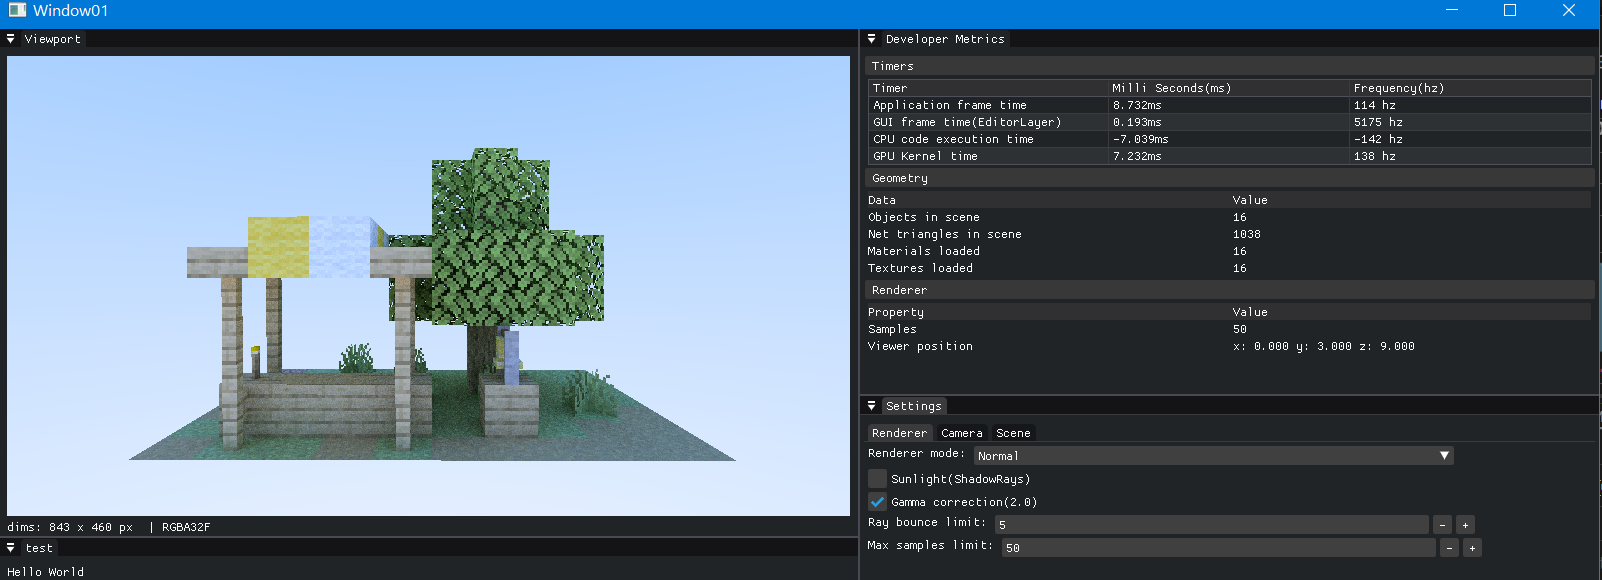 Window01
Viewport
dims: 843 x 460 px | RGBA32F
test
Hello World
Developer Metrics
Timers
Timer Milli Seconds(ms) Frequency(hz)
Application frame time 8.732ms 114 hz
GUI frame time(EditorLayer) 0.193ms 5175 hz
CPU code execution time -7.039ms -142 hz
GPU Kernel time 7.232ms 138 hz
Geometry
Data Value
Objects in scene 16
Net triangles in scene 1038
Materials loaded 16
Textures loaded 16
Renderer
Property Value
Samples 50
Viewer position x: 0.000 y: 3.000 z: 9.000
Settings
Renderer Camera Scene
Renderer mode: Normal
Sunlight(ShadowRays)
Gamma correction(2.0)
Ray bounce limit: 5 - +
Max samples limit: 50 - +